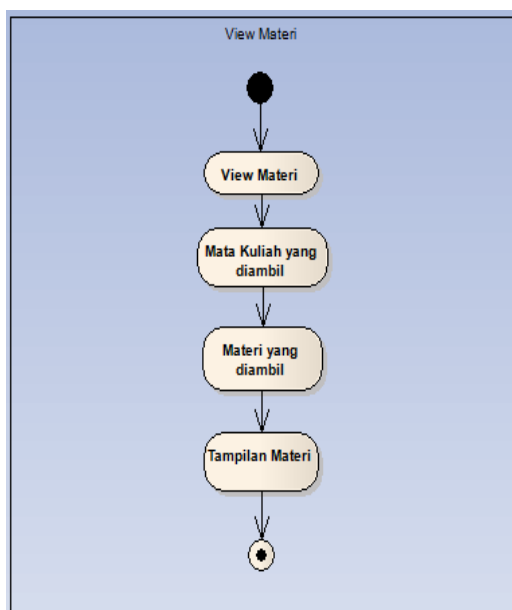 View Materi
View Materi
Mata Kuliah yang
diambil
Materi yang
diambil
Tampilan Materi